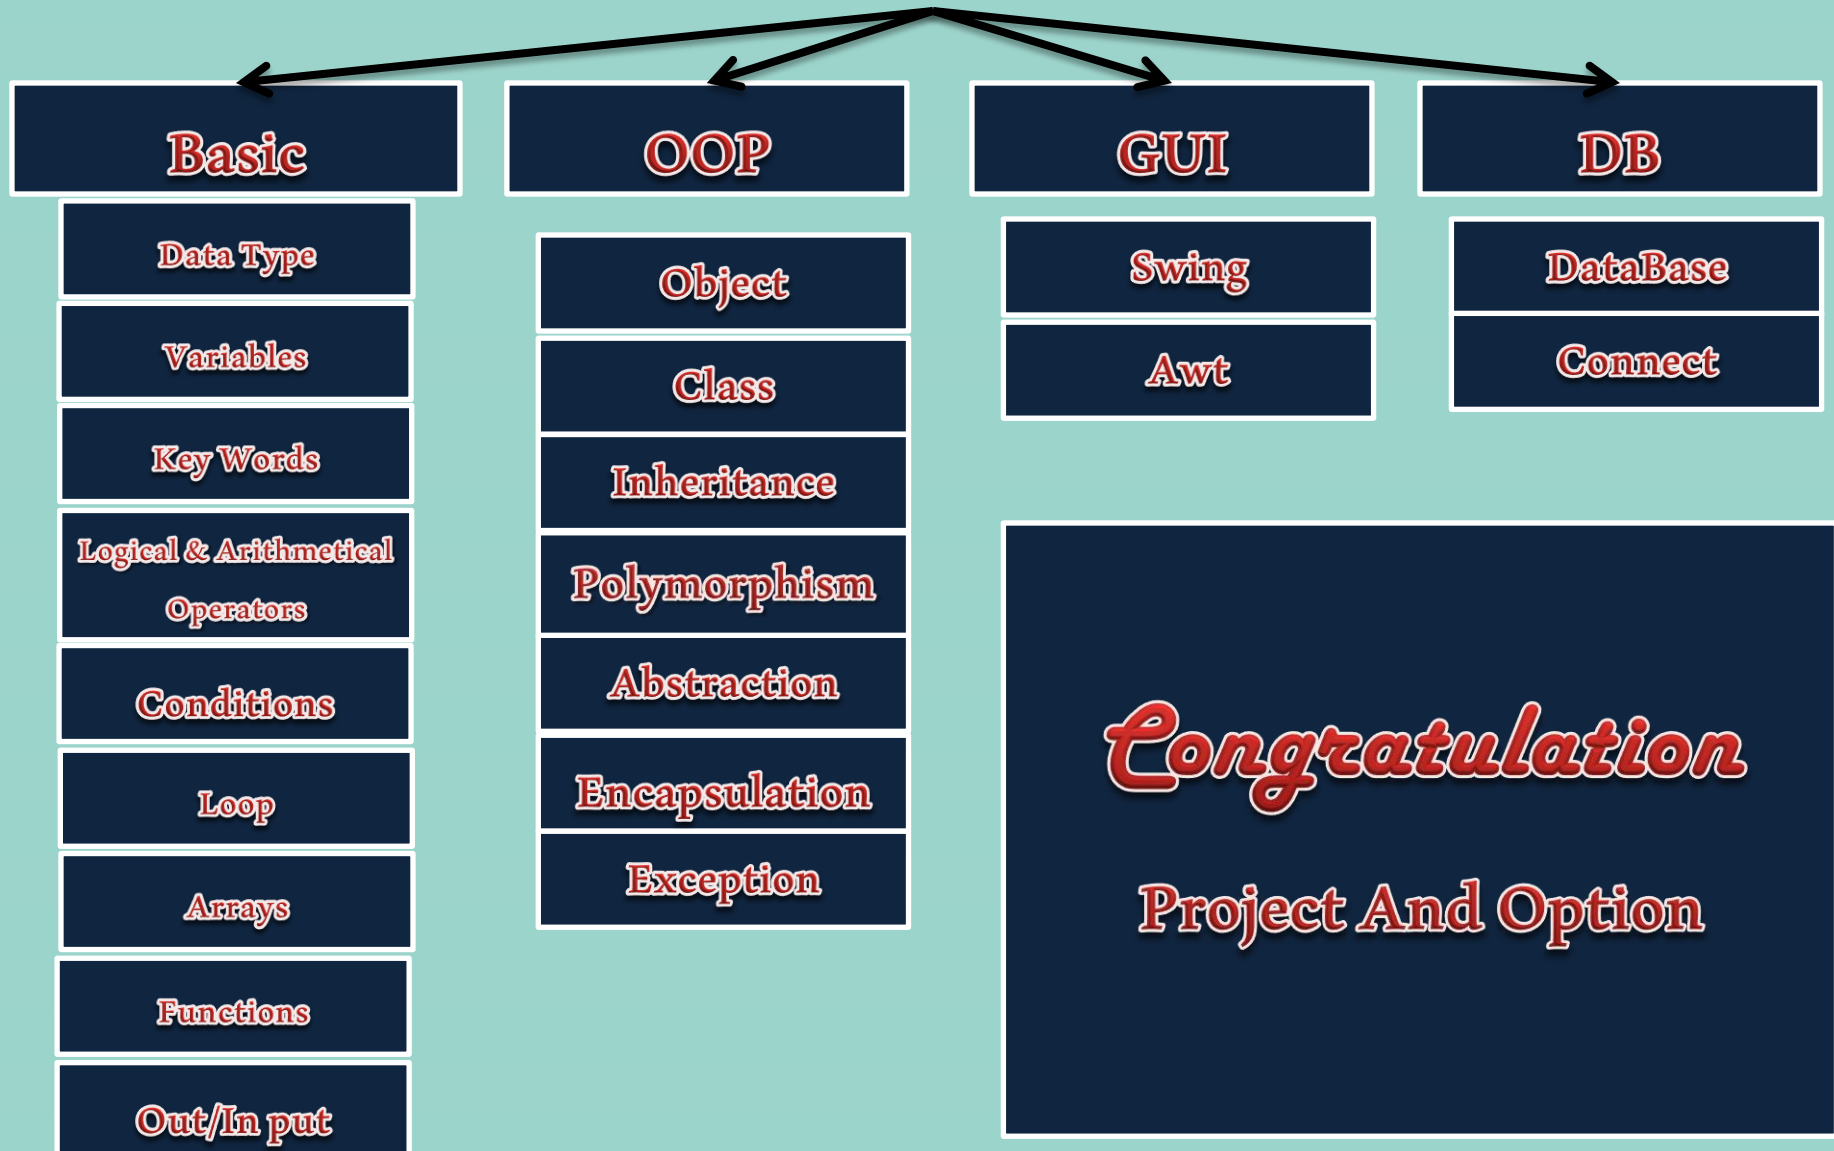 Basic
Data Type
Variables
Key Words
Logical & Arithmetical
Operators
Conditions
Loop
Arrays
Functions
Out/In put
OOP
Object
Class
Inheritance
Polymorphism
Abstraction
Encapsulation
Exception
GUI
Swing
Awt
DB
DataBase
Connect
Congratulation
Project And Option